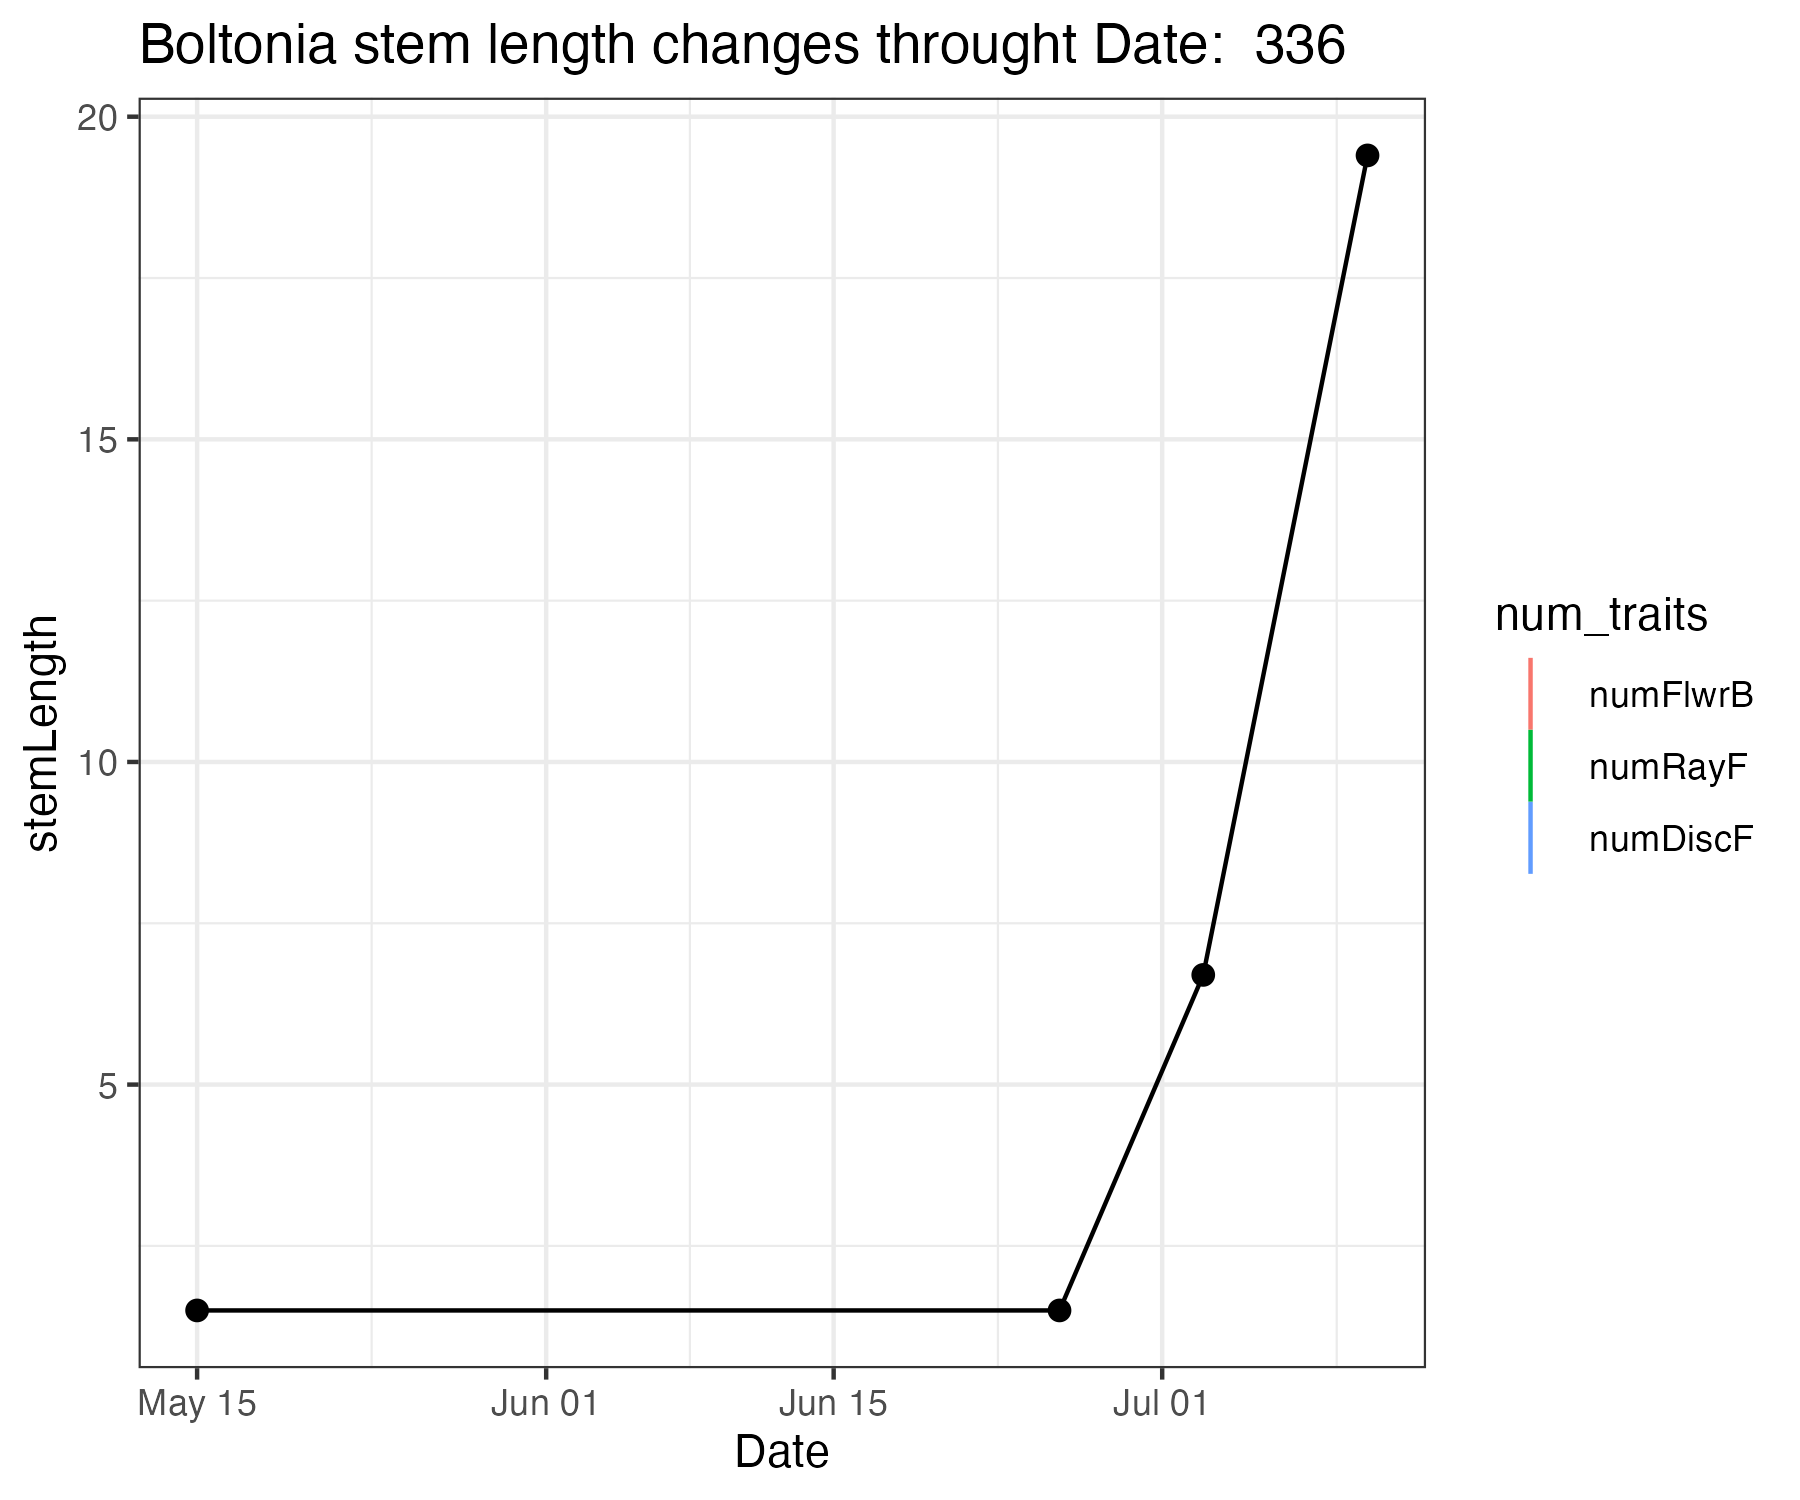 Boltonia stem length changes throught Date:  336
20
15
10
5
stemLength
May 15
Jun 01
Jun 15
Jul 01
Date
num_traits
numFlwrB
numRayF
numDiscF